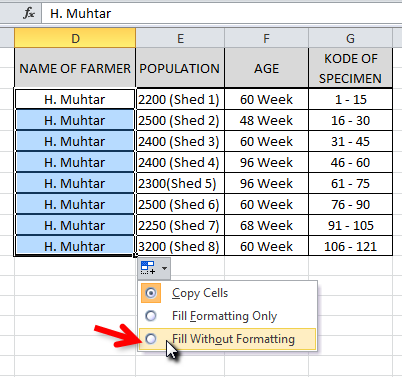 fx H. Muhtar
D E F G
NAME OF FARMER POPULATION AGE KODE OF
SPECIMEN
H. Muhtar 2200 (Shed 1) 60 Week 1 - 15
H. Muhtar 2500 (Shed 2) 48 Week 16 - 30
H. Muhtar 2400 (Shed 3) 60 Week 31 - 45
H. Muhtar 2400 (Shed 4) 96 Week 46 - 60
H. Muhtar 2300(Shed 5) 96 Week 61 - 75
H. Muhtar 2500 (Shed 6) 60 Week 76 - 90
H. Muhtar 2250 (Shed 7) 68 Week 91 - 105
H. Muhtar 3200 (Shed 8) 60 Week 106 - 121
Copy Cells
Fill Formatting Only
Fill Without Formatting